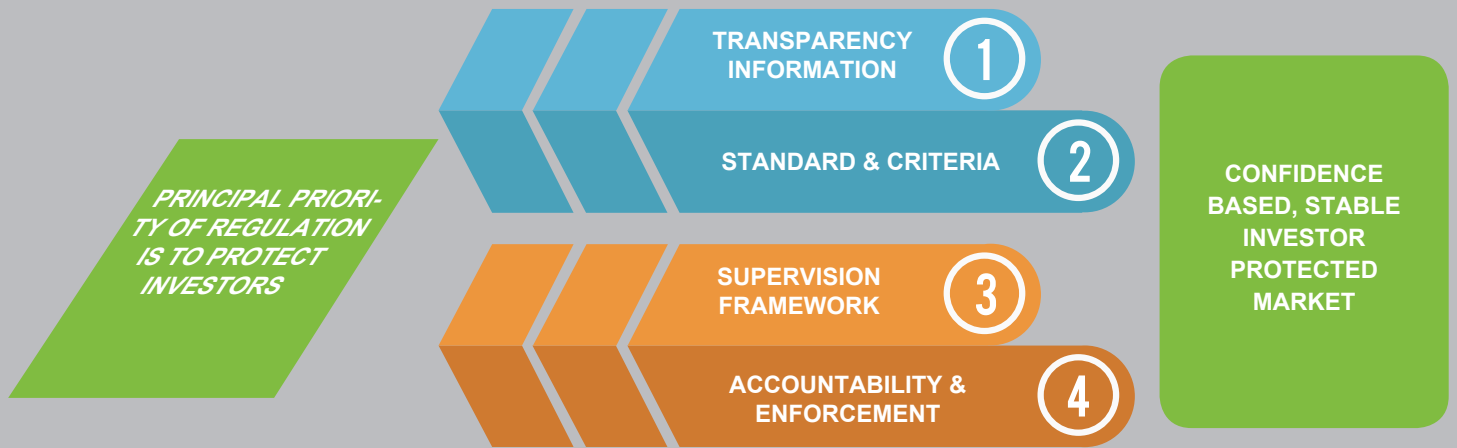 PRINCIPAL PRIORI-
TY OF REGULATION
IS TO PROTECT
INVESTORS
TRANSPARENCY
INFORMATION
1
STANDARD & CRITERIA
2
SUPERVISION
FRAMEWORK
3
ACCOUNTABILITY &
ENFORCEMENT
4
CONFIDENCE
BASED, STABLE
INVESTOR
PROTECTED
MARKET